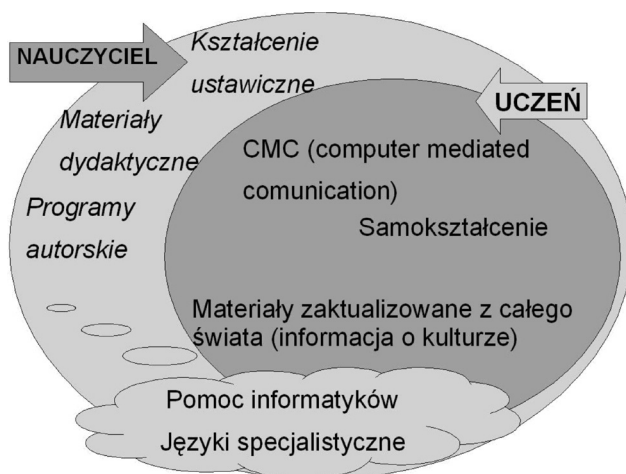 NAUCZYCIEL
Kształcenie
ustawiczne
UCZEŃ
Materiały
dydaktyczne
CMC (computer mediated
comunication)
Programy
autorskie
Samokształcenie
Materiały zaktualizowane z całego
świata (informacja o kulturze)
Pomoc informatyków
Języki specjalistyczne